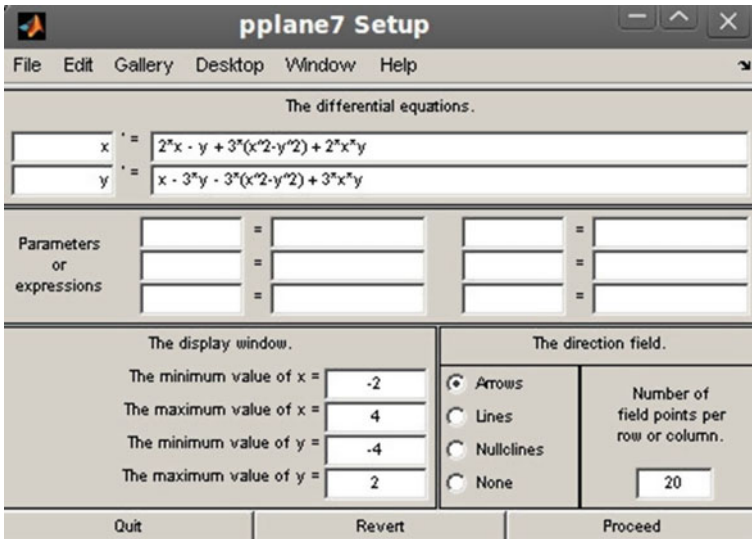 pplane7 Setup
File Edit Gallery Desktop Window Help
The differential equations.
x ' = 2*x - y + 3*(x^2-y^2) + 2*x*y
y ' = x - 3*y - 3*(x^2-y^2) + 3*x*y
Parameters
or
expressions
= =
= =
= =
The display window.
The minimum value of x = -2
The maximum value of x = 4
The minimum value of y = -4
The maximum value of y = 2
The direction field.
Arrows
Lines
Nullclines
None
Number of
field points per
row or column.
20
Quit Revert Proceed